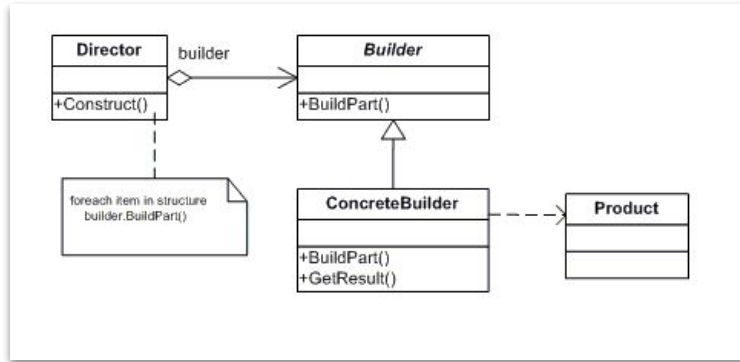 Director
builder
Builder
+Construct()
+BuildPart()
foreach item in structure
builder.BuildPart()
ConcreteBuilder
Product
+BuildPart()
+GetResult()